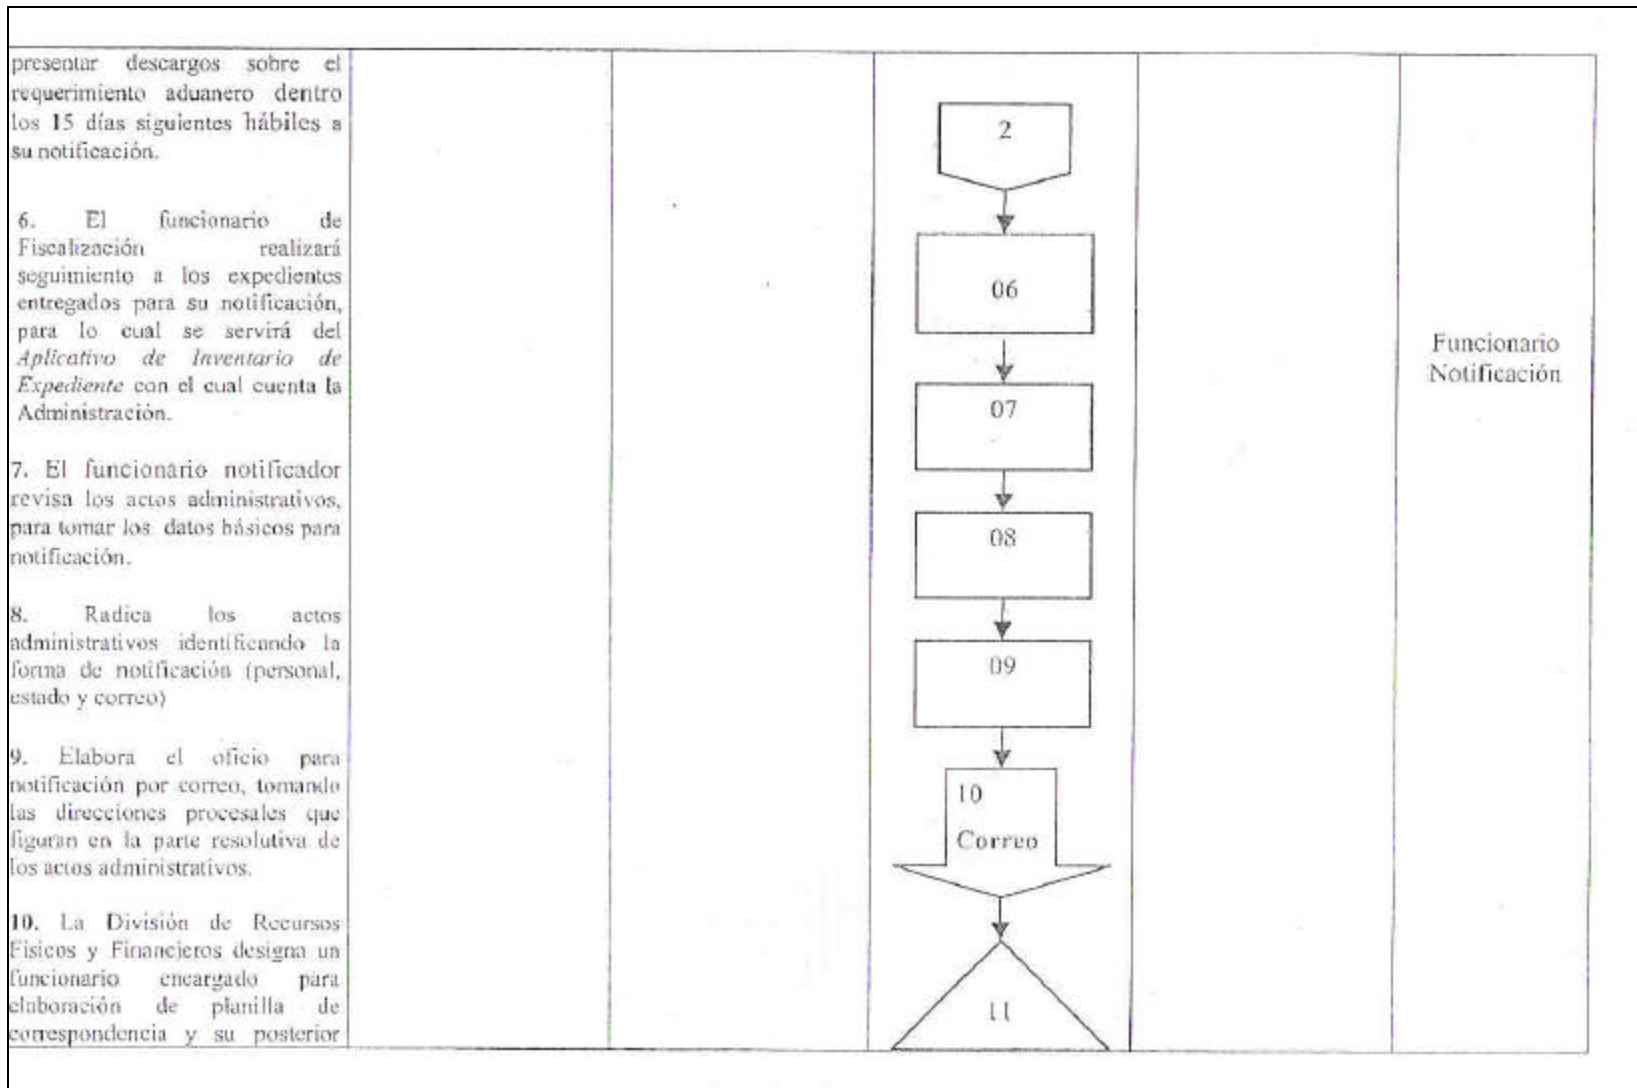 presentar descargos sobre el
requerimiento aduanero dentro
los 15 días siguientes hábiles a
su notificación.
6. El funcionario de
Fiscalización realizará
seguimiento a los expedientes
entregados para su notificación,
para lo cual se servirá del
Aplicativo de Inventario de
Expediente con el cual cuenta la
Administración.
7. El funcionario notificador
revisa los actos administrativos,
para tomar los datos básicos para
notificación.
8. Radica los actos
administrativos identificando la
forma de notificación (personal,
estado y correo)
9. Elabora el oficio para
notificación por correo, tomando
las direcciones procesales que
figuran en la parte resolutiva de
los actos administrativos.
10. La División de Recursos
Físicos y Financieros designa un
funcionario encargado para
elaboración de planilla de
correspondencia y su posterior
2
06
07
08
09
10
Correo
11
Funcionario
Notificación